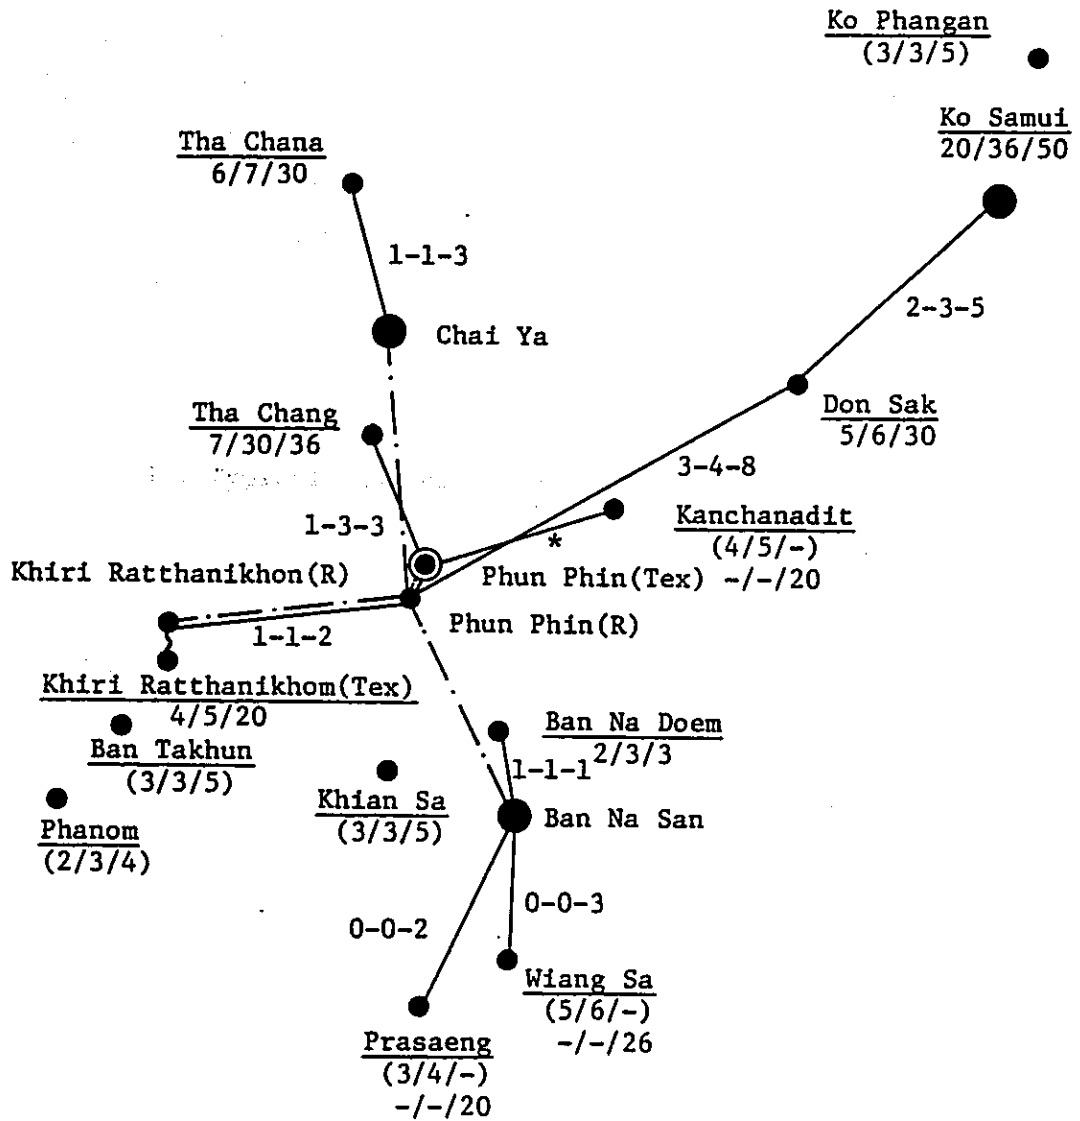 Ko Phangan
(3/3/5)
Ko Samui
20/36/50
Tha Chana
6/7/30
1-1-3
2-3-5
Chai Ya
Tha Chang
7/30/36
Don Sak
5/6/30
3-4-8
1-3-3
*
Kanchanadit
(4/5/-)
-/-/20
Khiri Ratthanikhon(R)
Phun Phin(Tex)
Phun Phin(R)
1-1-2
Khiri Ratthanikhom(Tex)
4/5/20
Ban Takhun
(3/3/5)
Ban Na Doem
2/3/3
1-1-1
Khian Sa
(3/3/5)
Phanom
(2/3/4)
Ban Na San
0-0-3
0-0-2
Wiang Sa
(5/6/-)
-/-/26
Prasaeng
(3/4/-)
-/-/20